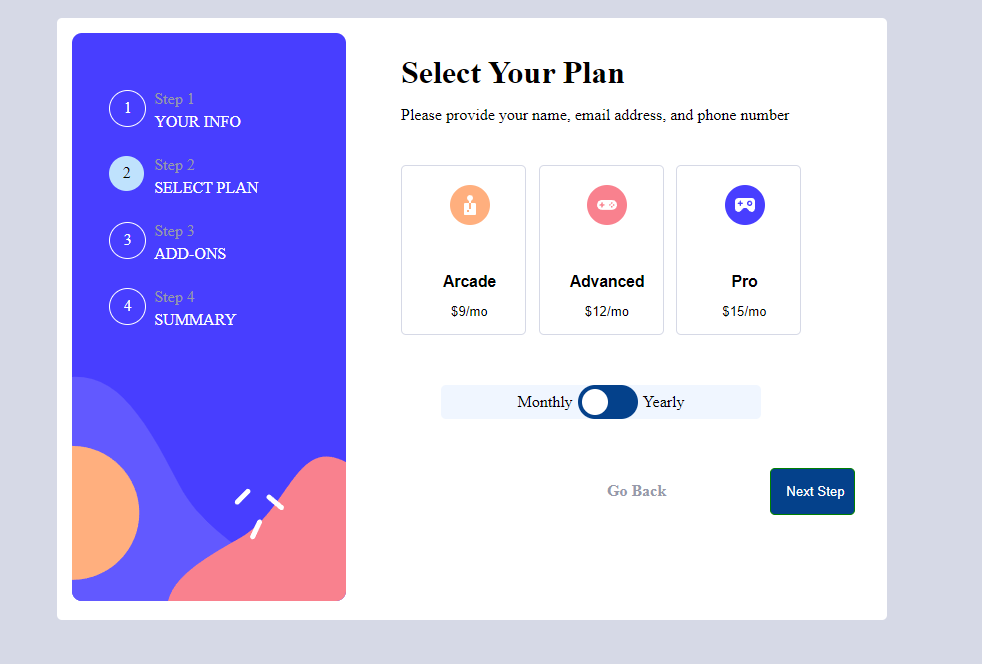 1
Step 1
YOUR INFO
2
Step 2
SELECT PLAN
3
Step 3
ADD-ONS
4
Step 4
SUMMARY
Select Your Plan
Please provide your name, email address, and phone number
Arcade
$9/mo
Advanced
$12/mo
Pro
$15/mo
Monthly Yearly
Go Back
Next Step